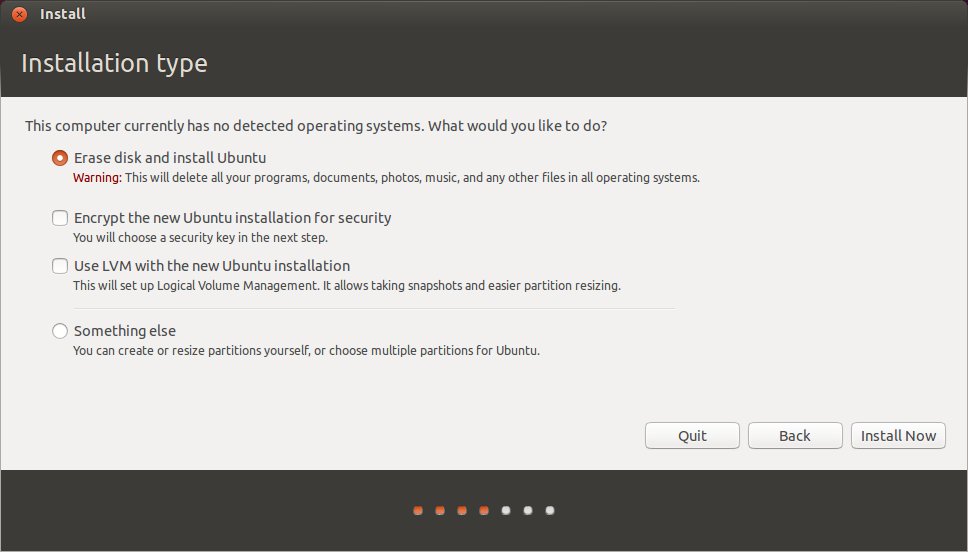 Install
Installation type
This computer currently has no detected operating systems. What would you like to do?
Erase disk and install Ubuntu
Warning: This will delete all your programs, documents, photos, music, and any other files in all operating systems.
Encrypt the new Ubuntu installation for security
You will choose a security key in the next step.
Use LVM with the new Ubuntu installation
This will set up Logical Volume Management. It allows taking snapshots and easier partition resizing.
Something else
You can create or resize partitions yourself, or choose multiple partitions for Ubuntu.
Quit Back Install Now